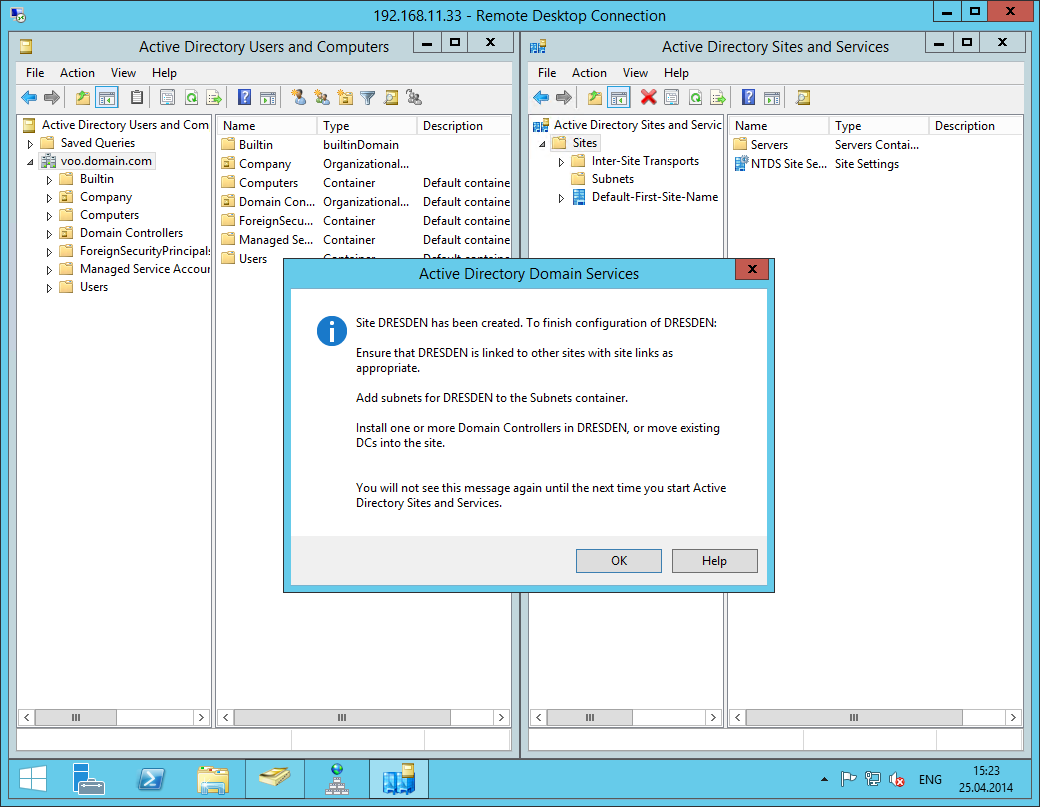 192.168.11.33 - Remote Desktop Connection
Active Directory Users and Computers
File Action View Help
Active Directory Users and Com
Saved Queries
voo.domain.com
Builtin
Company
Computers
Domain Controllers
ForeignSecurityPrincipals
Managed Service Accour
Users
Name Type Description
Builtin builtinDomain
Company Organizational...
Computers Container Default containe
Domain Con... Organizational... Default containe
ForeignSecu... Container Default containe
Managed Se... Container Default containe
Users Container Default containe
Active Directory Sites and Services
File Action View Help
Active Directory Sites and Servic
Sites
Inter-Site Transports
Subnets
Default-First-Site-Name
Name Type Description
Servers Servers Contai...
NTDS Site Se... Site Settings
Active Directory Domain Services
Site DRESDEN has been created. To finish configuration of DRESDEN:
Ensure that DRESDEN is linked to other sites with site links as
appropriate.
Add subnets for DRESDEN to the Subnets container.
Install one or more Domain Controllers in DRESDEN, or move existing
DCs into the site.
You will not see this message again until the next time you start Active
Directory Sites and Services.
OK Help
ENG
15:23
25.04.2014